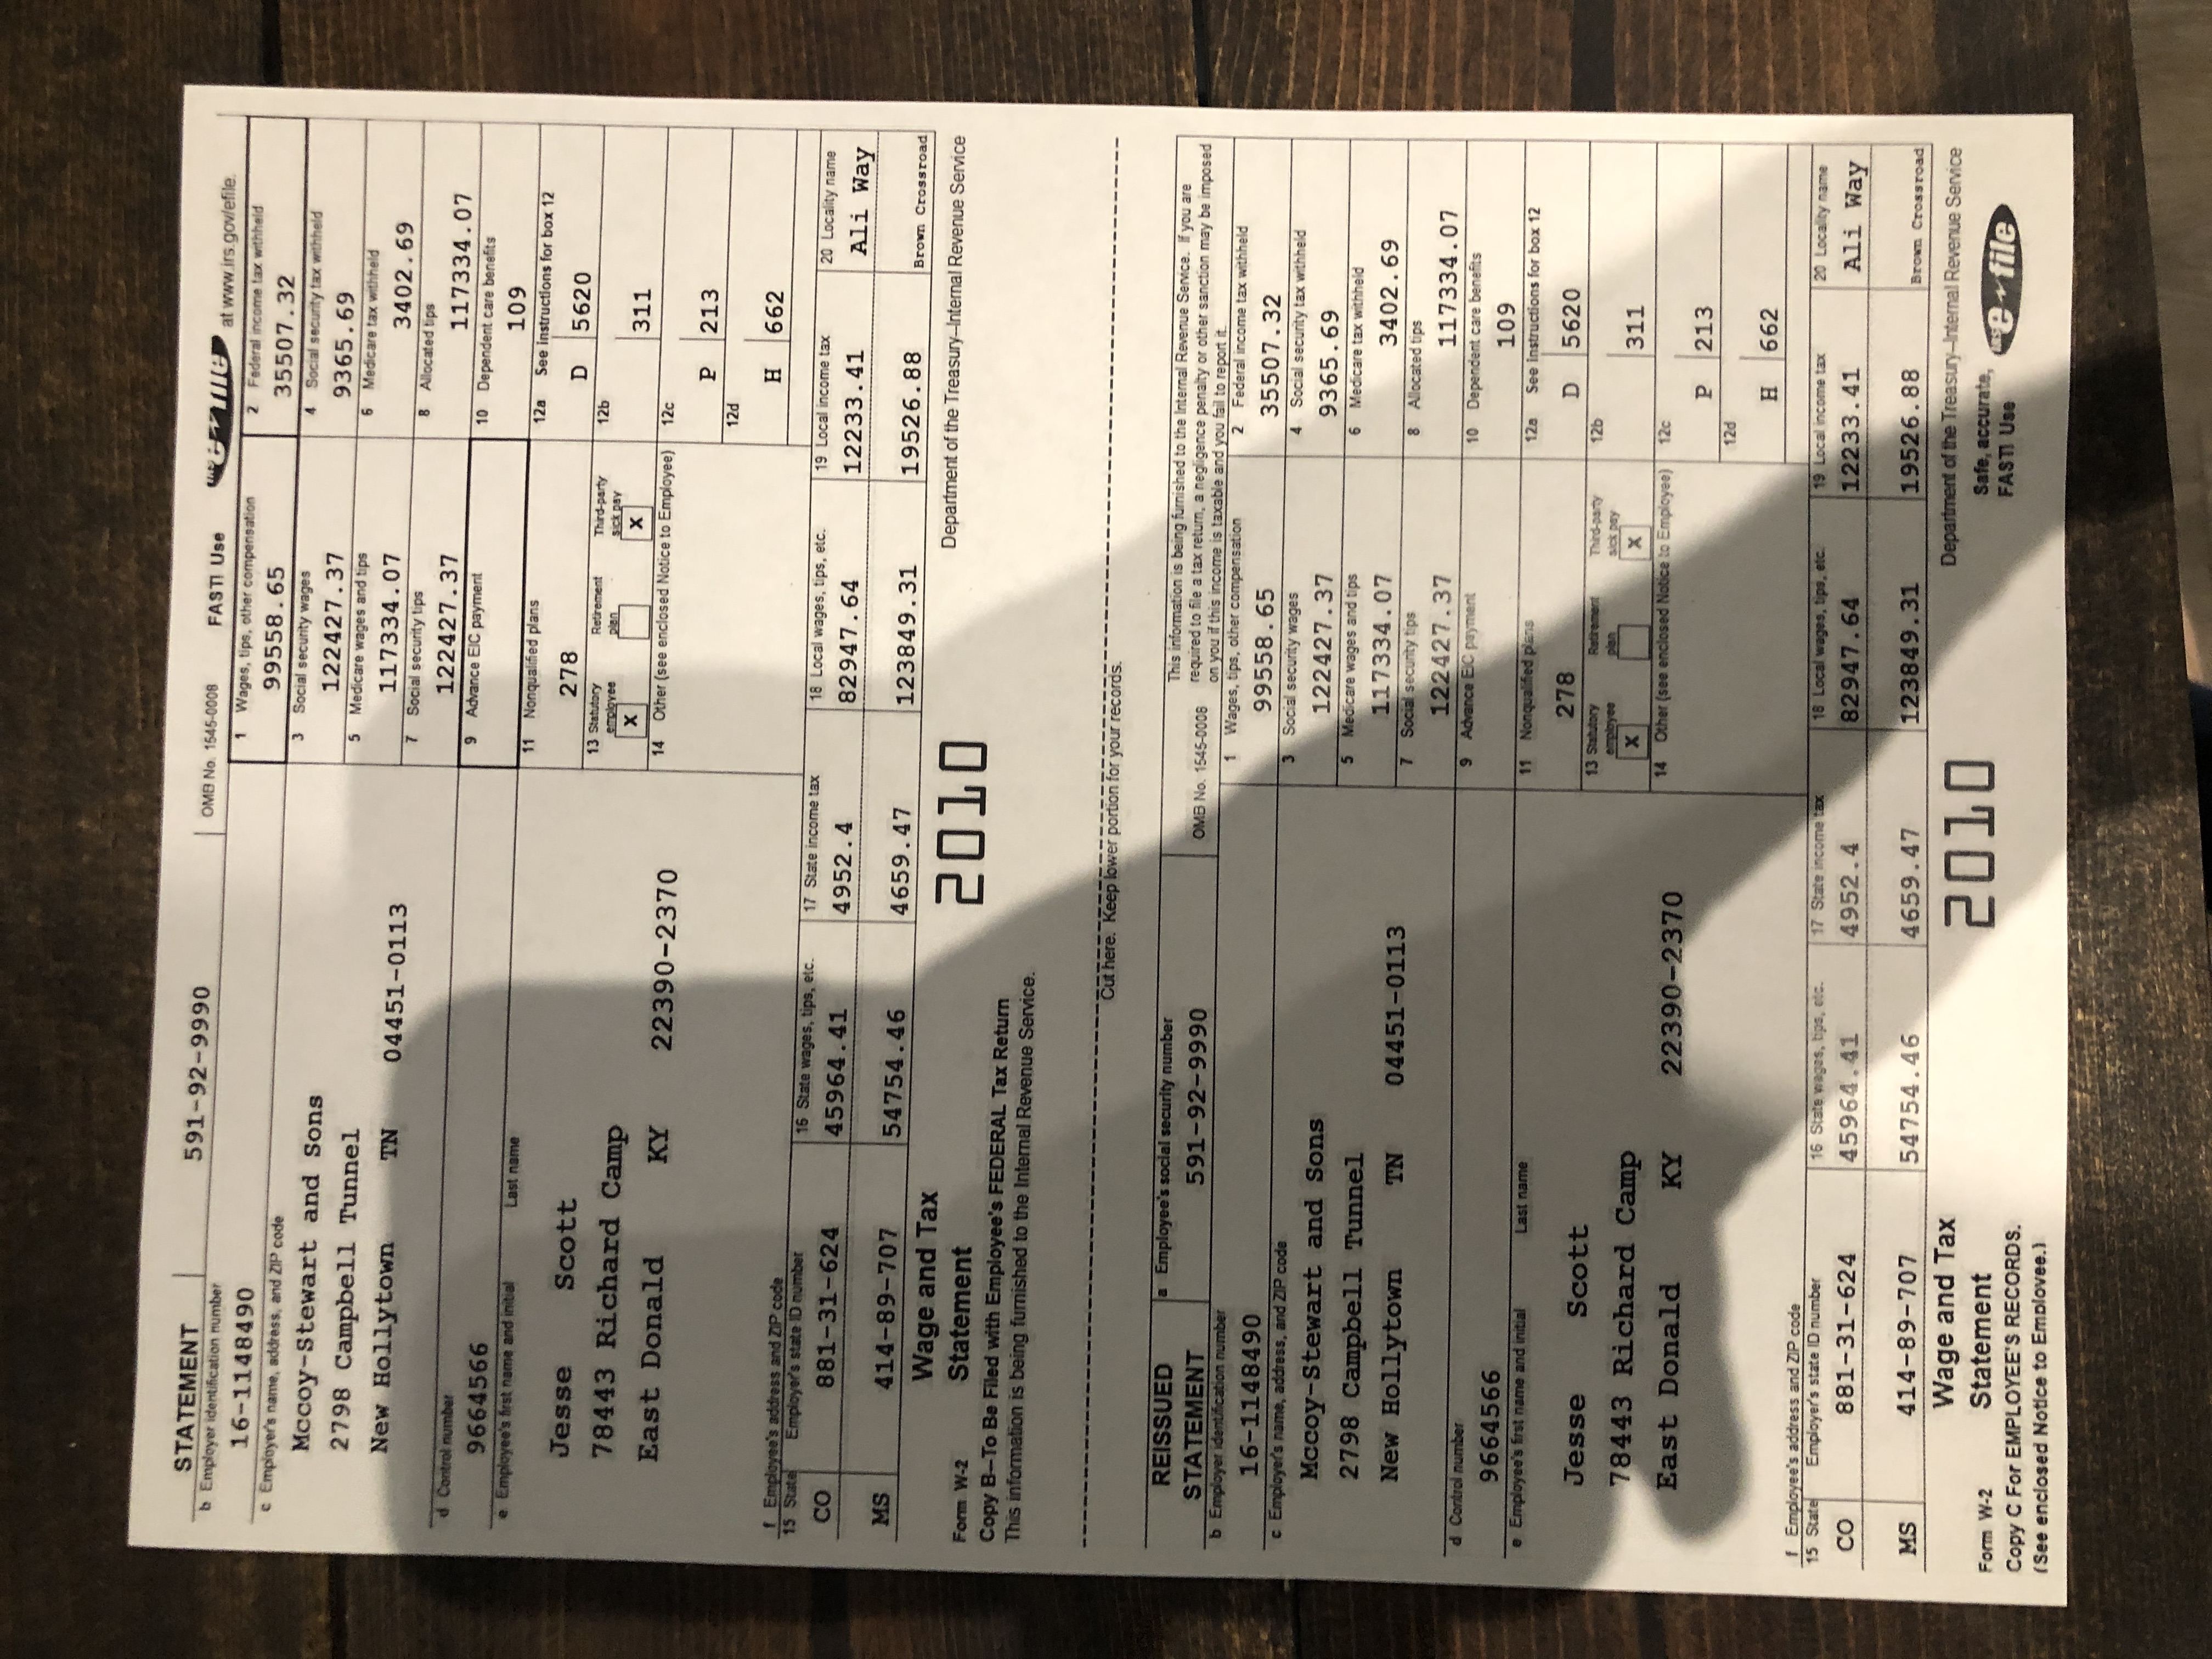 STATEMENT 591-92-9990 OMB No. 1545-0008 FAST! Use at www.irs.gov/efile.
b Employer identification number
16-1148490
1 Wages, tips, other compensation 2 Federal income tax withheld
99558.65 35507.32
c Employer's name, address, and ZIP code
3 Social security wages 4 Social security tax withheld
Mccoy-Stewart and Sons
122427.37 9365.69
2798 Campbell Tunnel
5 Medicare wages and tips 6 Medicare tax withheld
New Hollytown TN 04451-0113
117334.07 3402.69
7 Social security tips 8 Allocated tips
122427.37 117334.07
d Control number
9664566
9 Advance EIC payment 10 Dependent care benefits
109
e Employee's first name and initial Last name
11 Nonqualified plans 12a See instructions for box 12
278 D 5620
Jesse Scott
78443 Richard Camp
East Donald KY 22390-2370
13 Statutory employee Retirement plan Third-party sick pay 12b
X X 311
14 Other (see enclosed Notice to Employee) 12c
P 213
12d
H 662
f Employee's address and ZIP code
15 State Employer's state ID number 16 State wages, tips, etc. 17 State income tax 18 Local wages, tips, etc. 19 Local income tax 20 Locality name
CO 881-31-624 45964.41 4952.4 82947.64 12233.41 Ali Way
MS 414-89-707 54754.46 4659.47 123849.31 19526.88 Brown Crossroad
Wage and Tax
Form W-2 Statement 2010 Department of the Treasury–Internal Revenue Service
Copy B–To Be Filed with Employee's FEDERAL Tax Return
This information is being furnished to the Internal Revenue Service.
Cut here. Keep lower portion for your records.
REISSUED a Employee's social security number
STATEMENT 591-92-9990 OMB No. 1545-0008
This information is being furnished to the Internal Revenue Service. If you are
required to file a tax return, a negligence penalty or other sanction may be imposed
on you if this income is taxable and you fail to report it.
b Employer identification number
16-1148490
1 Wages, tips, other compensation 2 Federal income tax withheld
99558.65 35507.32
c Employer's name, address, and ZIP code
3 Social security wages 4 Social security tax withheld
Mccoy-Stewart and Sons
122427.37 9365.69
2798 Campbell Tunnel
5 Medicare wages and tips 6 Medicare tax withheld
New Hollytown TN 04451-0113
117334.07 3402.69
7 Social security tips 8 Allocated tips
122427.37 117334.07
d Control number
9664566
9 Advance EIC payment 10 Dependent care benefits
109
e Employee's first name and initial Last name
11 Nonqualified plans 12a See instructions for box 12
278 D 5620
Jesse Scott
78443 Richard Camp
East Donald KY 22390-2370
13 Statutory employee Retirement plan Third-party sick pay 12b
X X 311
14 Other (see enclosed Notice to Employee) 12c
P 213
12d
H 662
f Employee's address and ZIP code
15 State Employer's state ID number 16 State wages, tips, etc. 17 State income tax 18 Local wages, tips, etc. 19 Local income tax 20 Locality name
CO 881-31-624 45964.41 4952.4 82947.64 12233.41 Ali Way
MS 414-89-707 54754.46 4659.47 123849.31 19526.88 Brown Crossroad
Wage and Tax
Form W-2 Statement 2010 Department of the Treasury–Internal Revenue Service
Safe, accurate,
FAST! Use IRS e~file
Copy C For EMPLOYEE'S RECORDS.
(See enclosed Notice to Employee.)